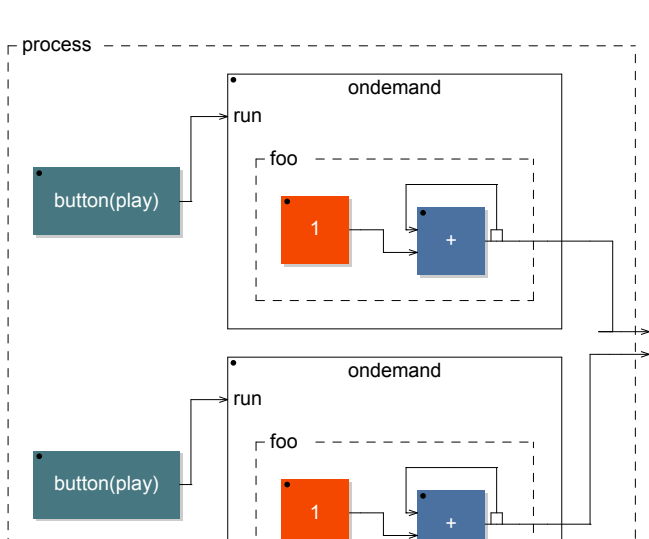 process
ondemand
run
foo
button(play)
1
+
ondemand
run
foo
button(play)
1
+